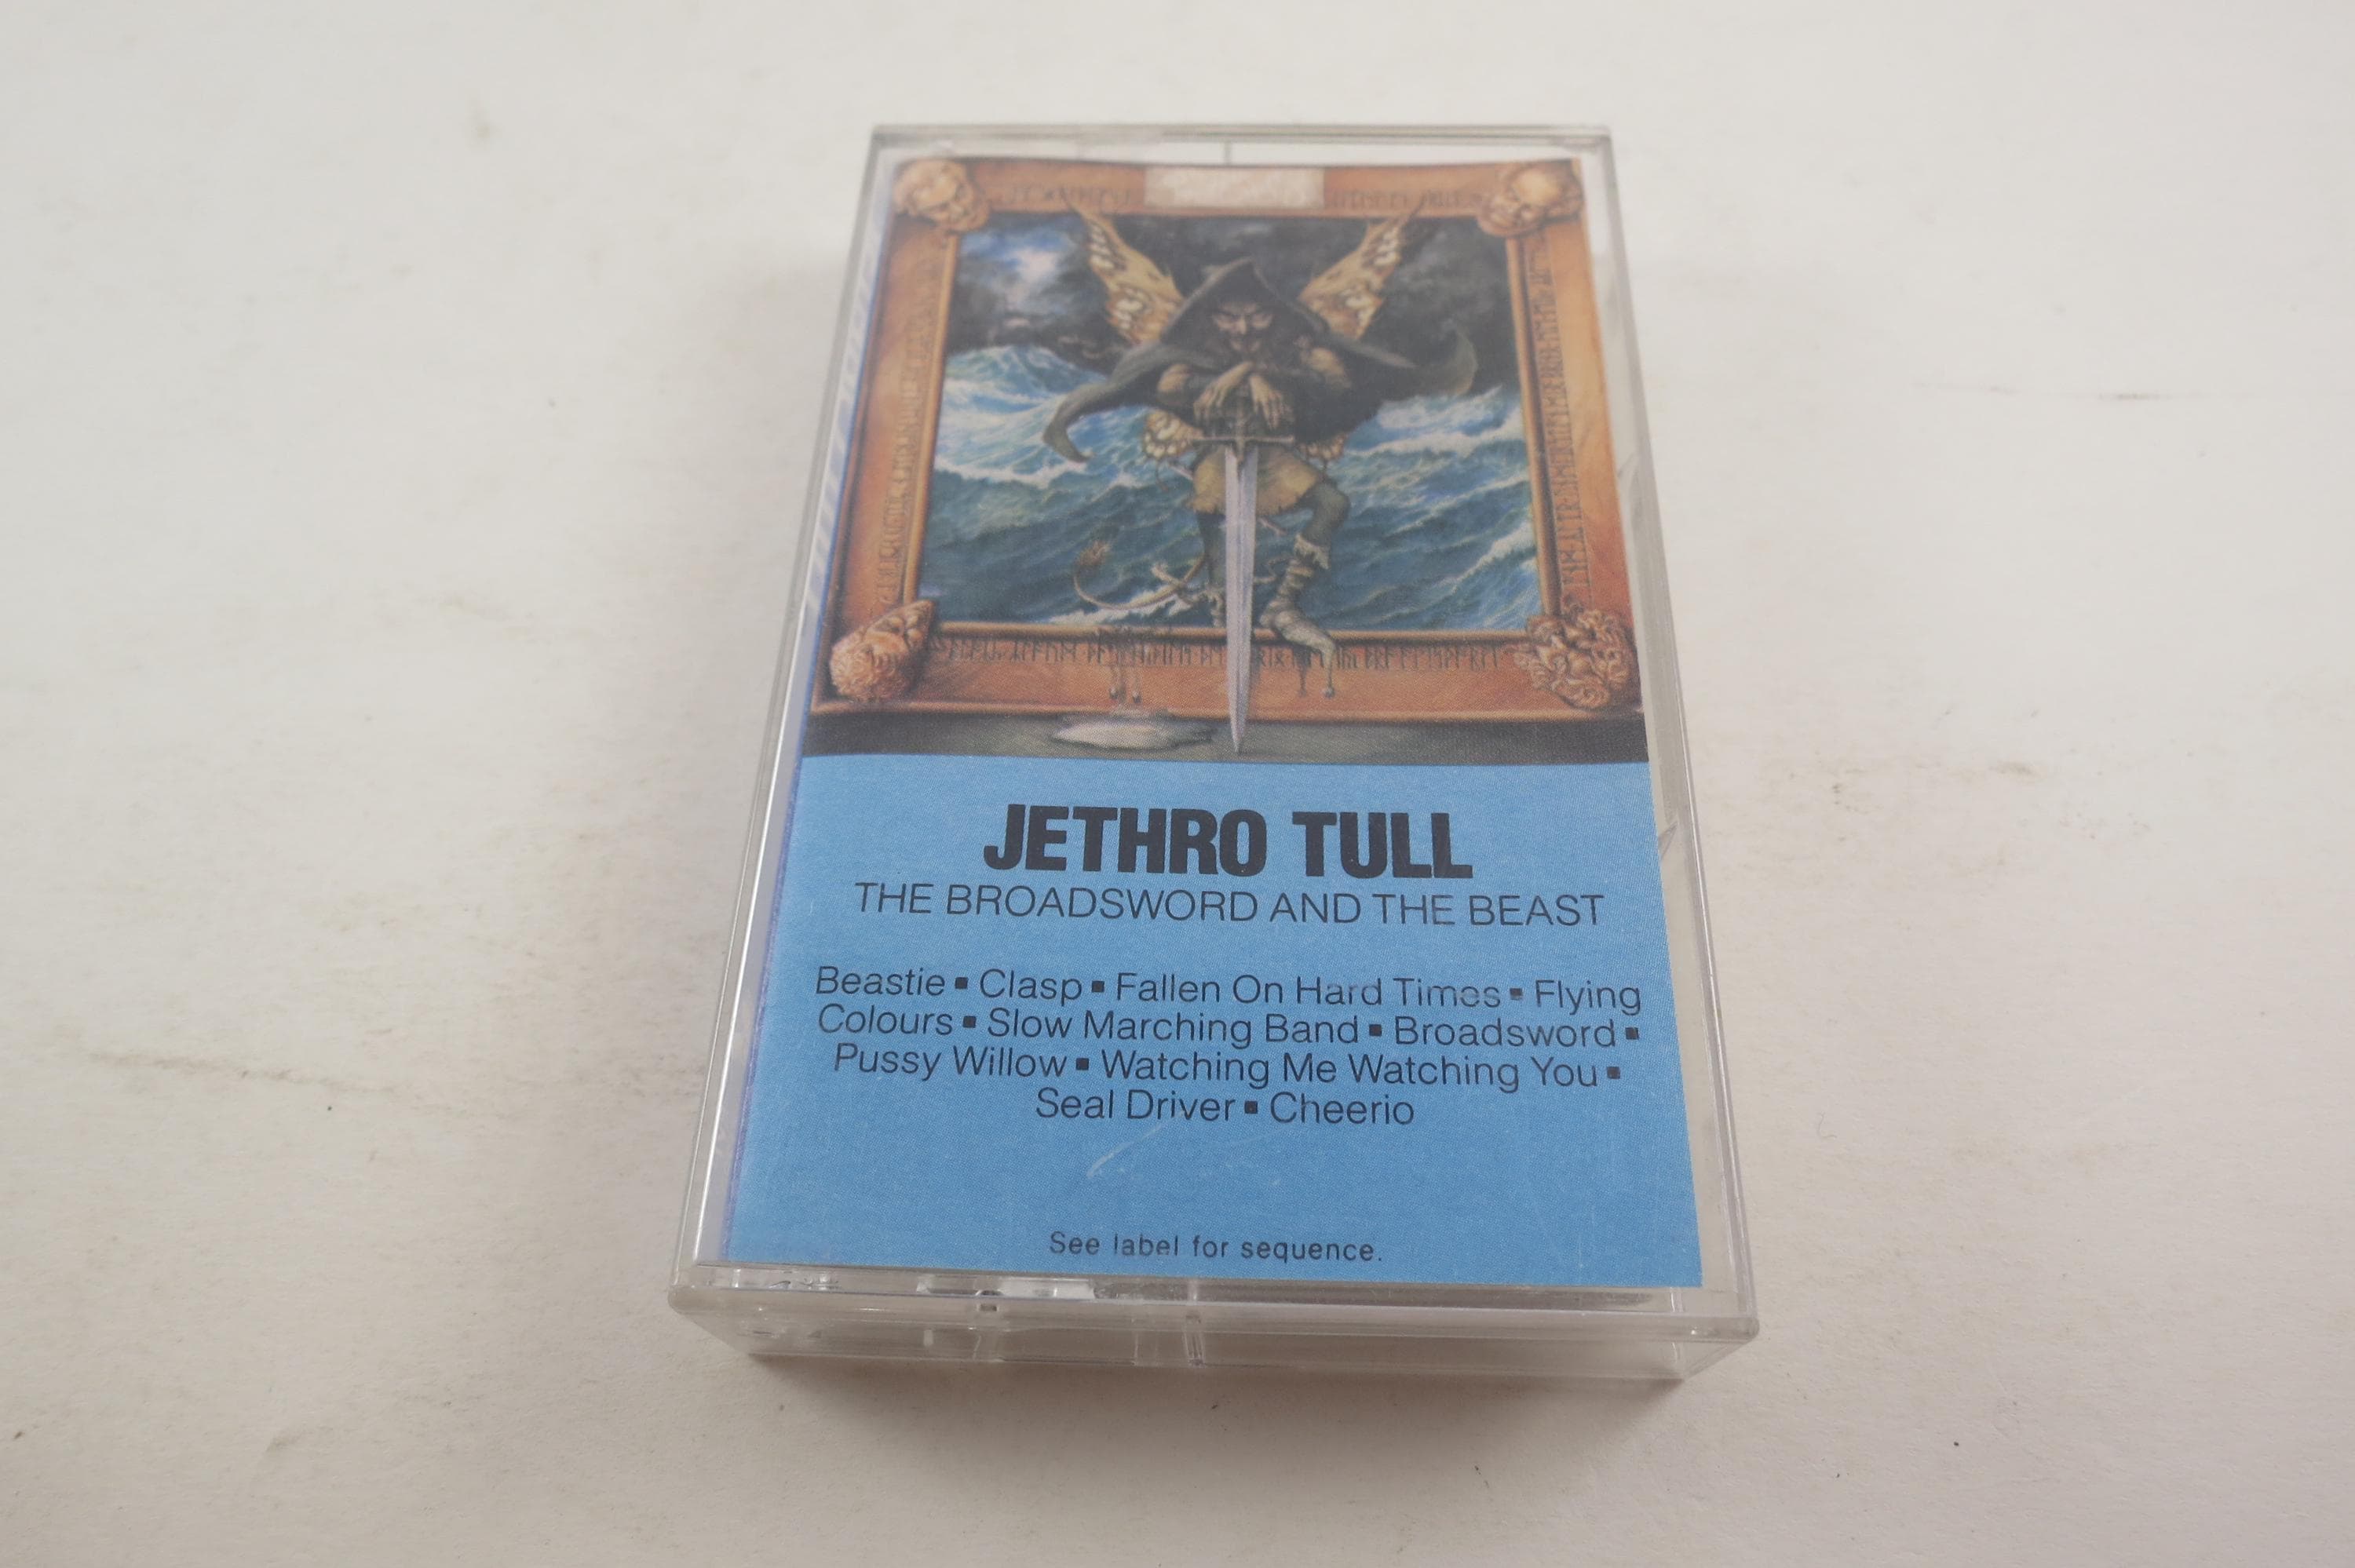 JETHRO TULL
THE BROADSWORD AND THE BEAST
Beastie ▪ Clasp ▪ Fallen On Hard Times ▪ Flying
Colours ▪ Slow Marching Band ▪ Broadsword ▪
Pussy Willow ▪ Watching Me Watching You ▪
Seal Driver ▪ Cheerio
See label for sequence.